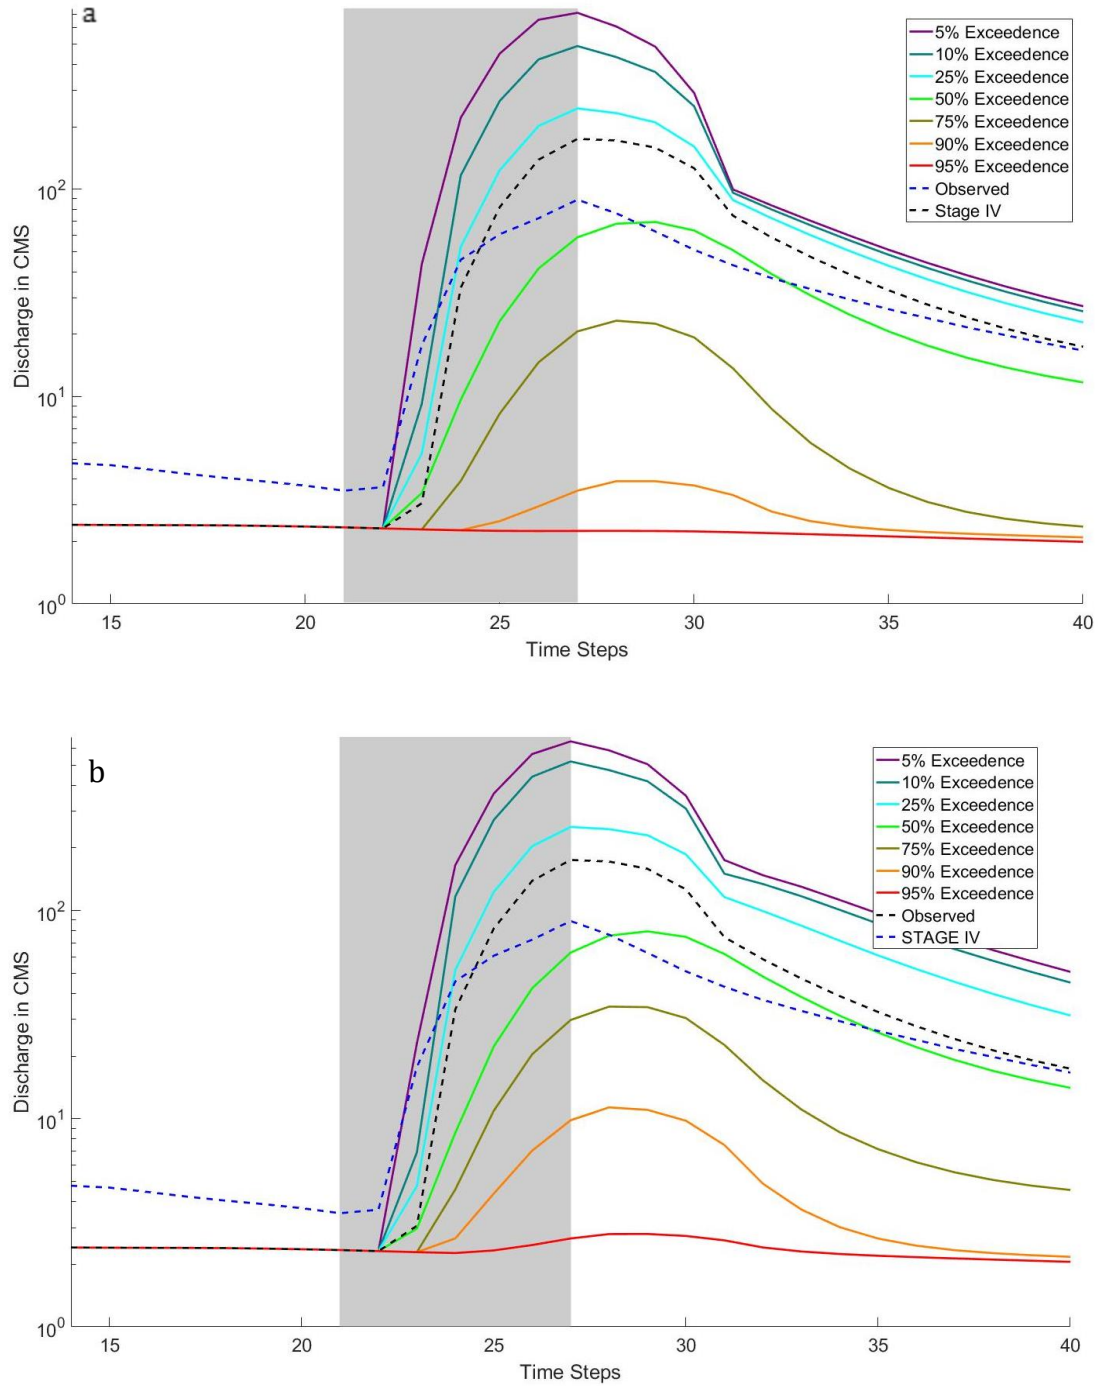 a
5% Exceedence
10% Exceedence
25% Exceedence
50% Exceedence
75% Exceedence
90% Exceedence
95% Exceedence
Observed
Stage IV
Discharge in CMS
10^2
10^1
10^0
15 20 25 30 35 40
Time Steps
b
5% Exceedence
10% Exceedence
25% Exceedence
50% Exceedence
75% Exceedence
90% Exceedence
95% Exceedence
Observed
STAGE IV
Discharge in CMS
10^2
10^1
10^0
15 20 25 30 35 40
Time Steps